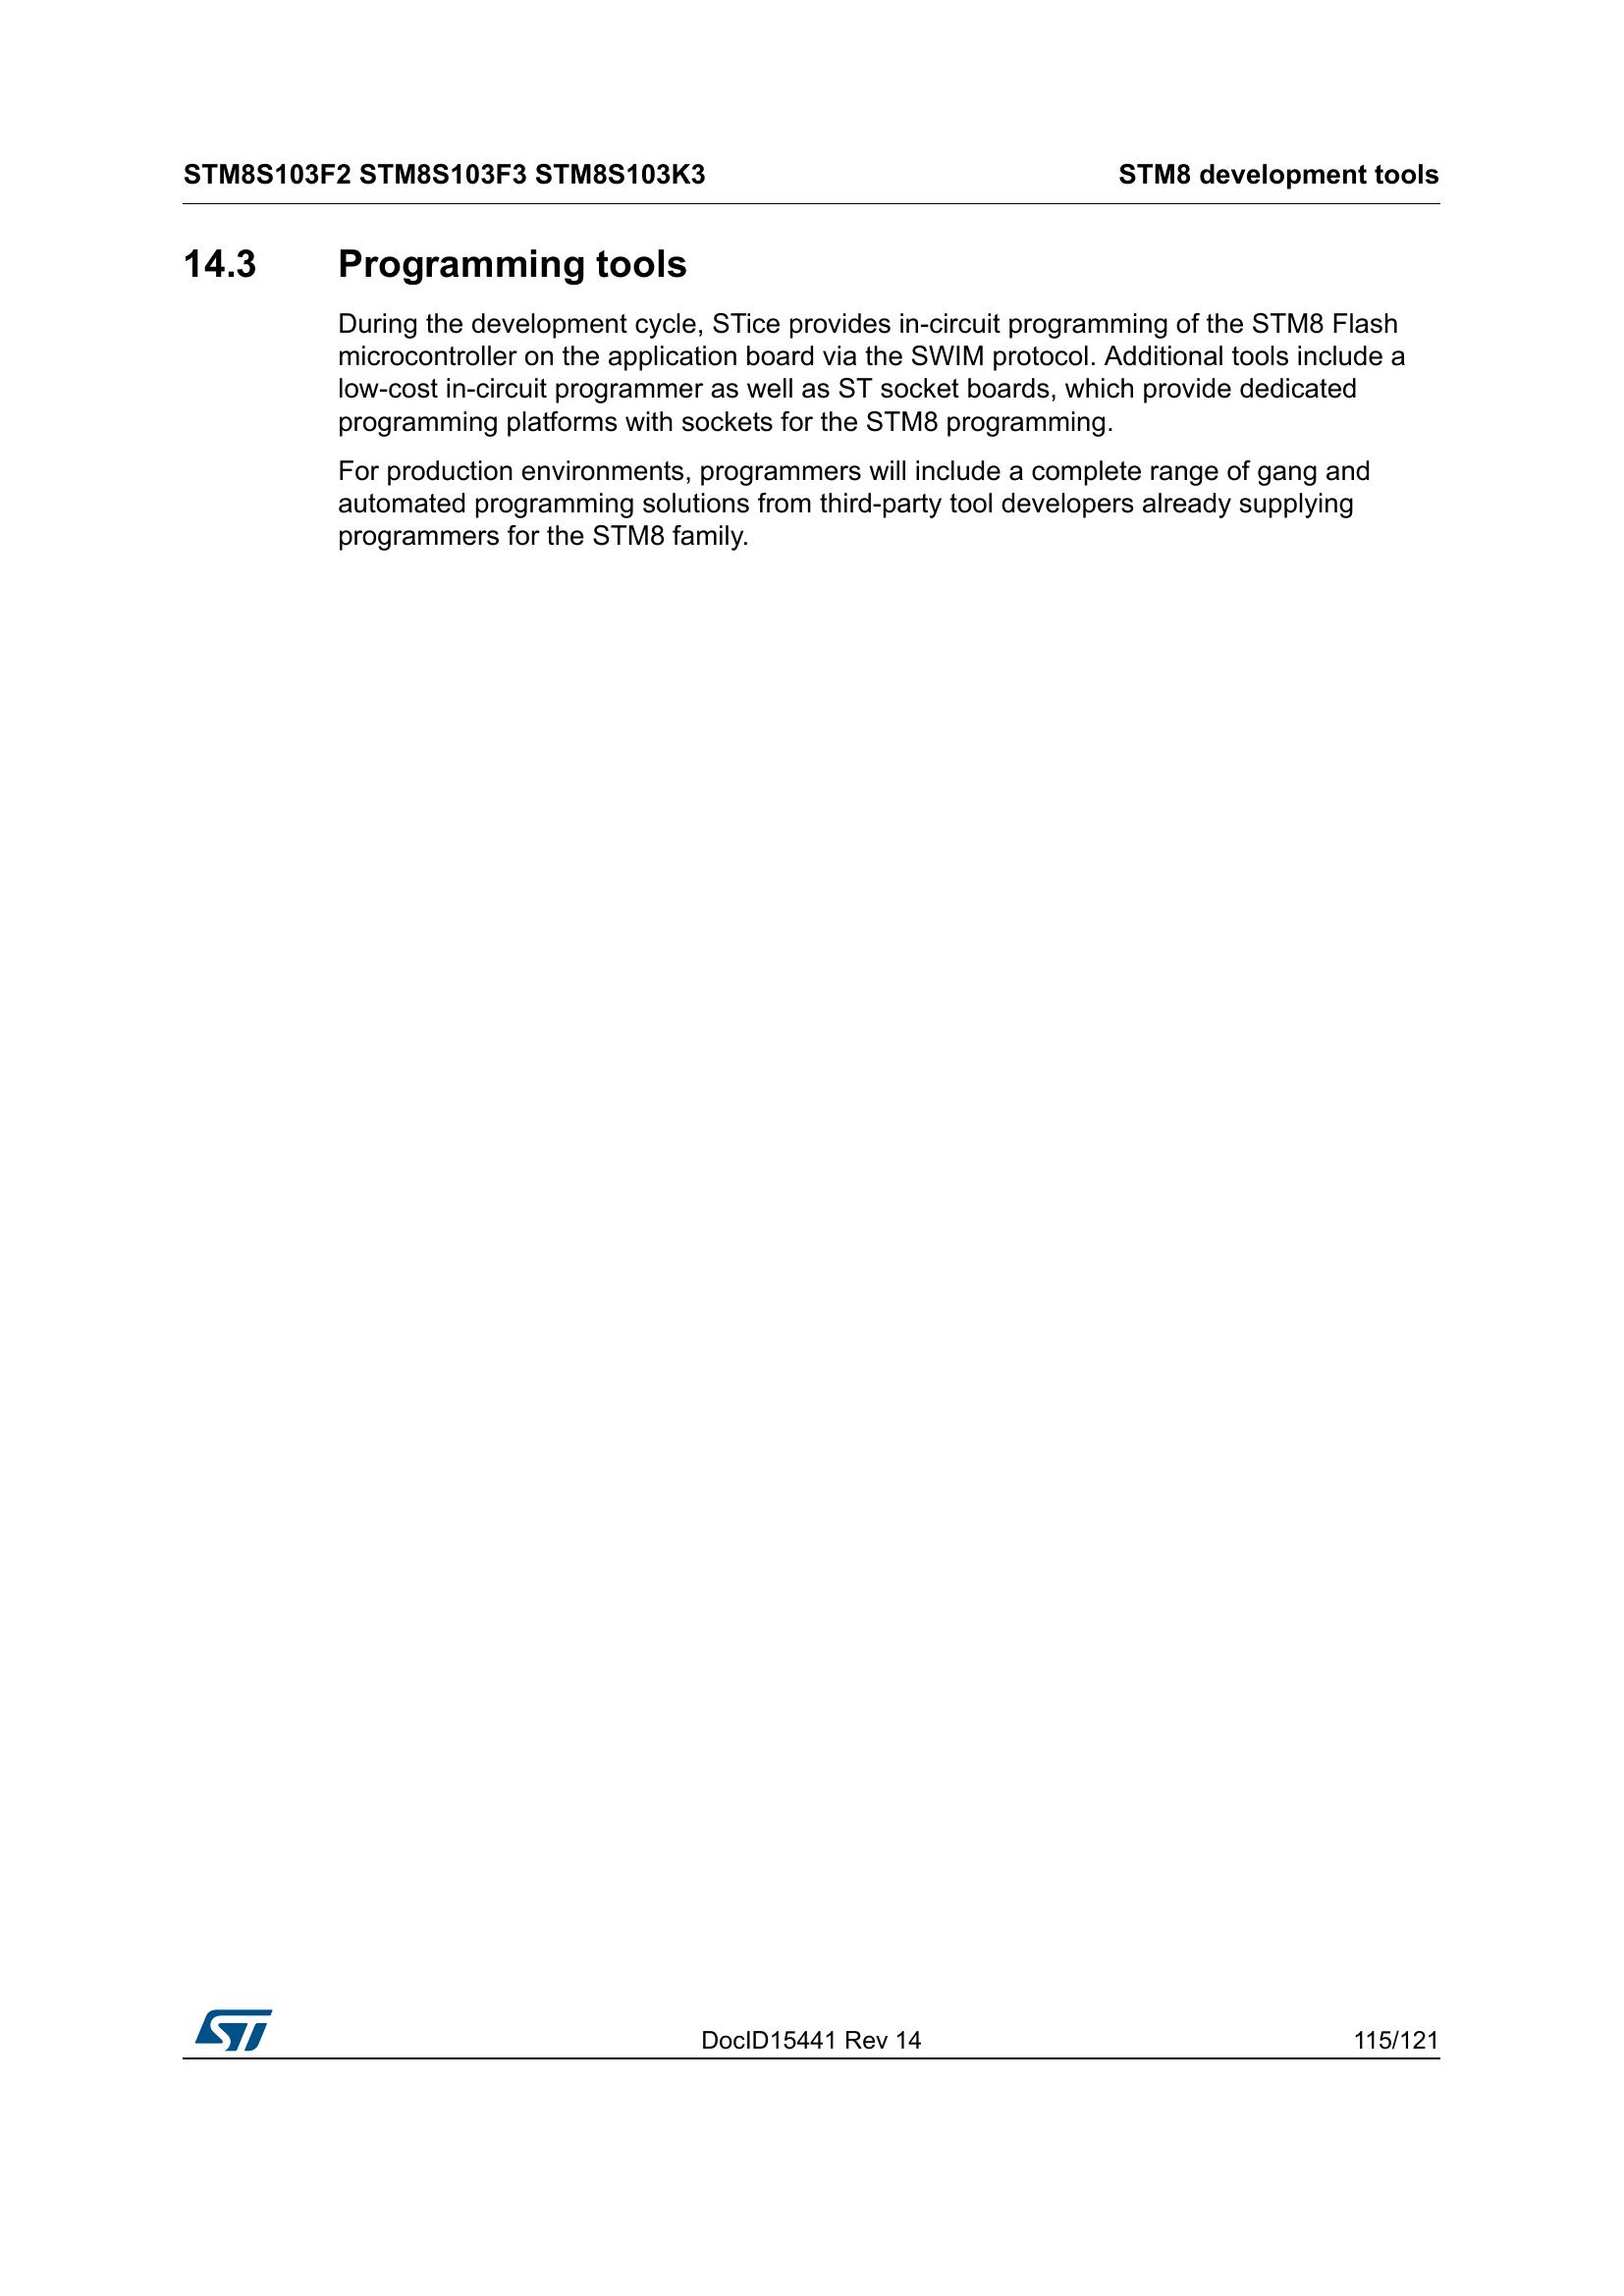 STM8S103F2 STM8S103F3 STM8S103K3 STM8 development tools
14.3 Programming tools
During the development cycle, STice provides in-circuit programming of the STM8 Flash
microcontroller on the application board via the SWIM protocol. Additional tools include a
low-cost in-circuit programmer as well as ST socket boards, which provide dedicated
programming platforms with sockets for the STM8 programming.
For production environments, programmers will include a complete range of gang and
automated programming solutions from third-party tool developers already supplying
programmers for the STM8 family.
ST DocID15441 Rev 14 115/121